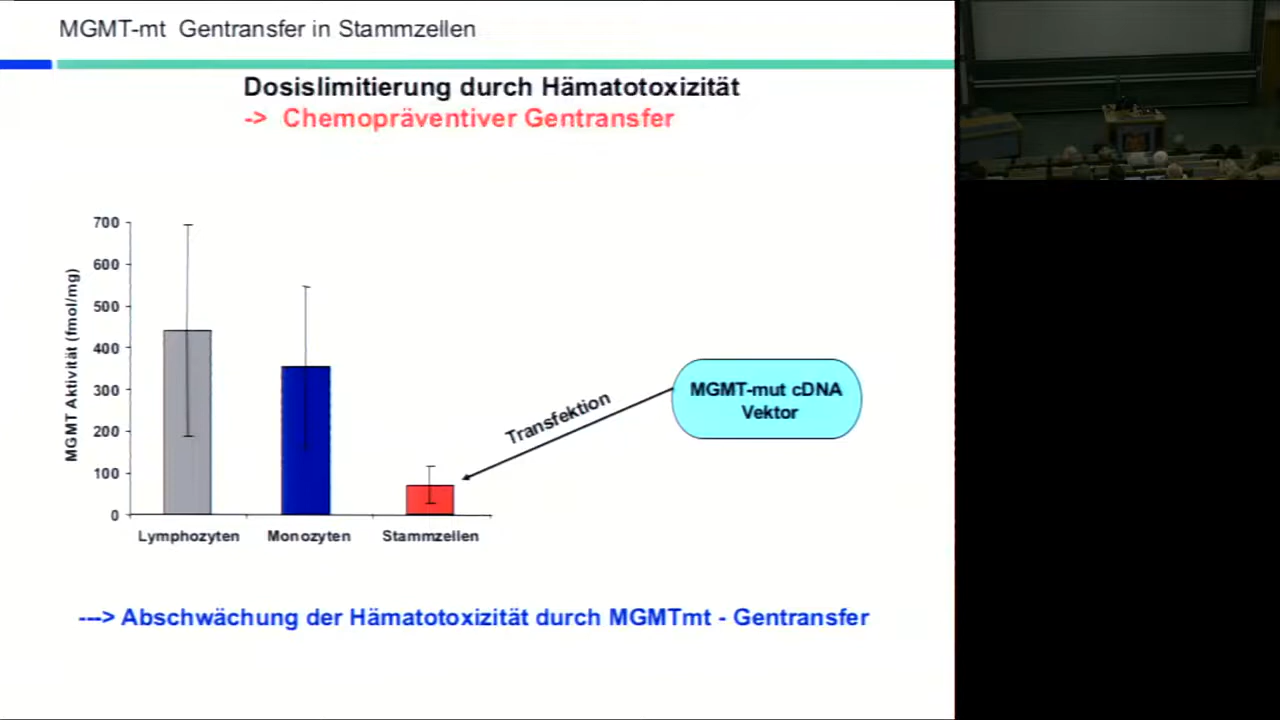 MGMT-mt Gentransfer in Stammzellen
Dosislimitierung durch Hämatotoxizität
-> Chemopräventiver Gentransfer
MGMT Aktivität (fmol/mg)
700
600
500
400
300
200
100
0
Lymphozyten Monozyten Stammzellen
Transfektion
MGMT-mut cDNA
Vektor
---> Abschwächung der Hämatotoxizität durch MGMTmt - Gentransfer